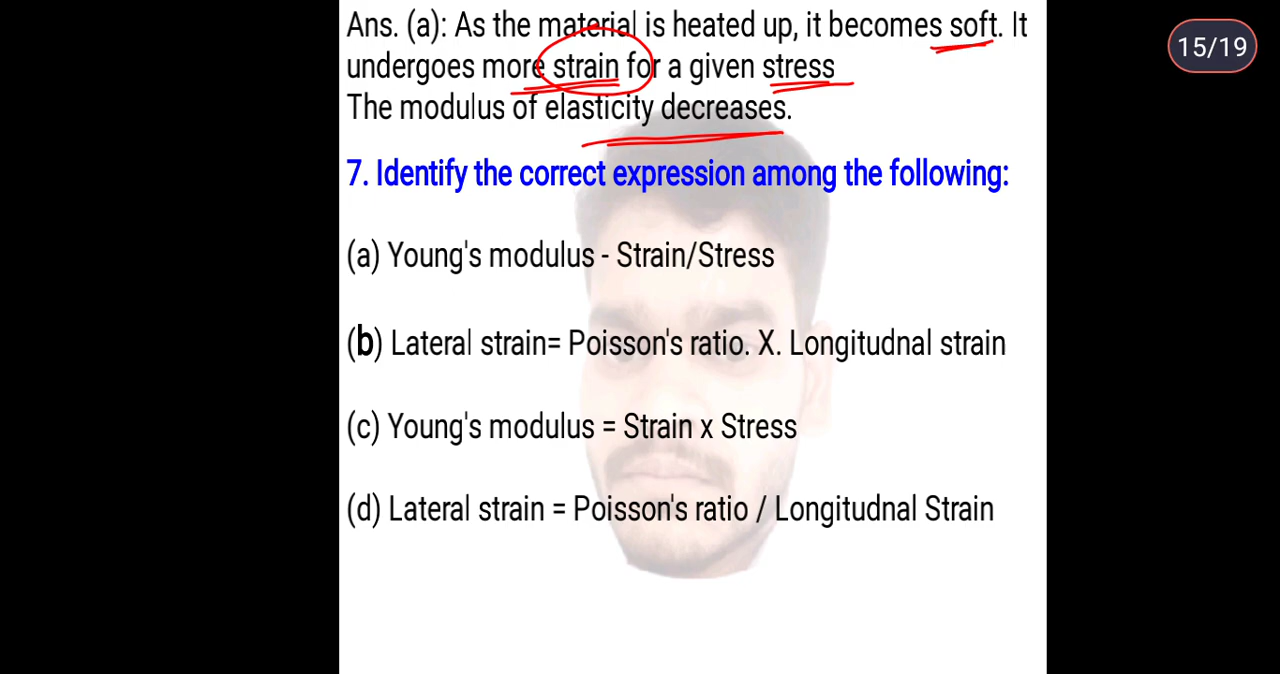 Ans. (a): As the material is heated up, it becomes soft. It
15/19
undergoes more strain for a given stress
The modulus of elasticity decreases.
7. Identify the correct expression among the following:
(a) Young's modulus - Strain/Stress
(b) Lateral strain= Poisson's ratio. X. Longitudnal strain
(c) Young's modulus = Strain x Stress
(d) Lateral strain = Poisson's ratio / Longitudnal Strain